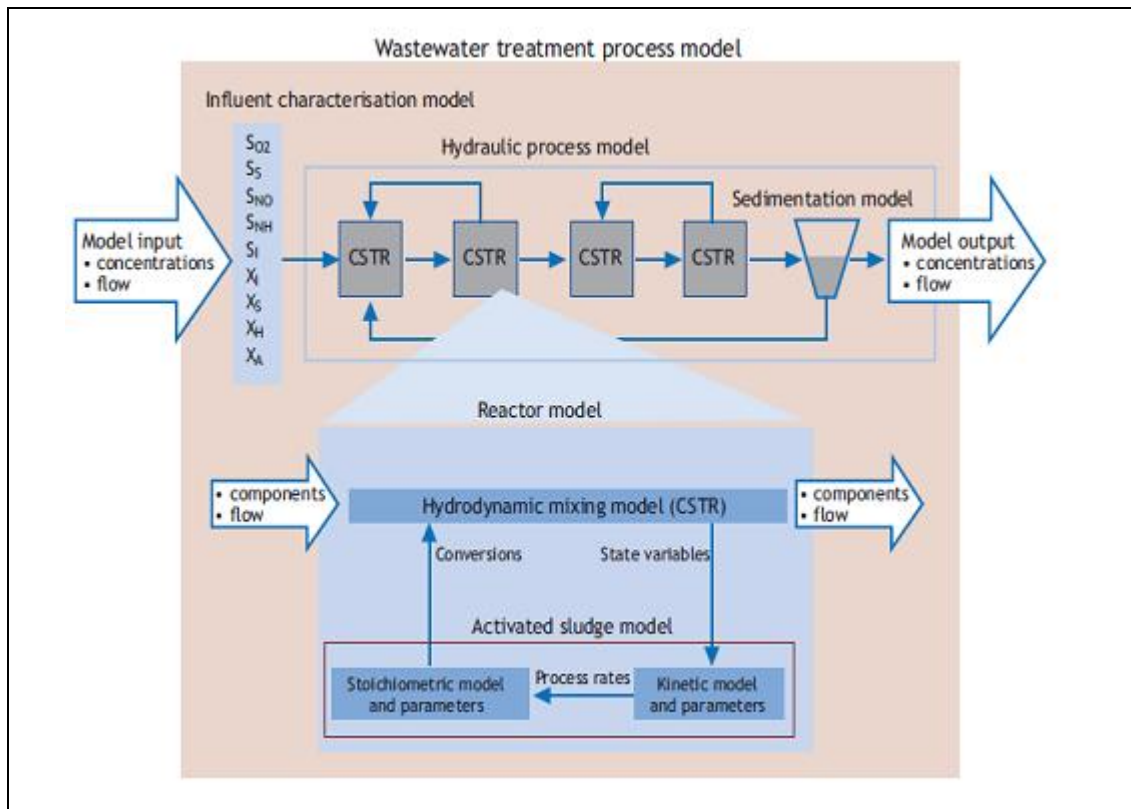 Wastewater treatment process model
Influent characterisation model
S_O2
S_S
S_NO
S_NH
S_I
X_I
X_S
X_H
X_A
Hydraulic process model
Sedimentation model
Model input
• concentrations
• flow
CSTR
CSTR
CSTR
CSTR
Model output
• concentrations
• flow
Reactor model
• components
• flow
Hydrodynamic mixing model (CSTR)
• components
• flow
Conversions
State variables
Activated sludge model
Stoichiometric model
and parameters
Process rates
Kinetic model
and parameters